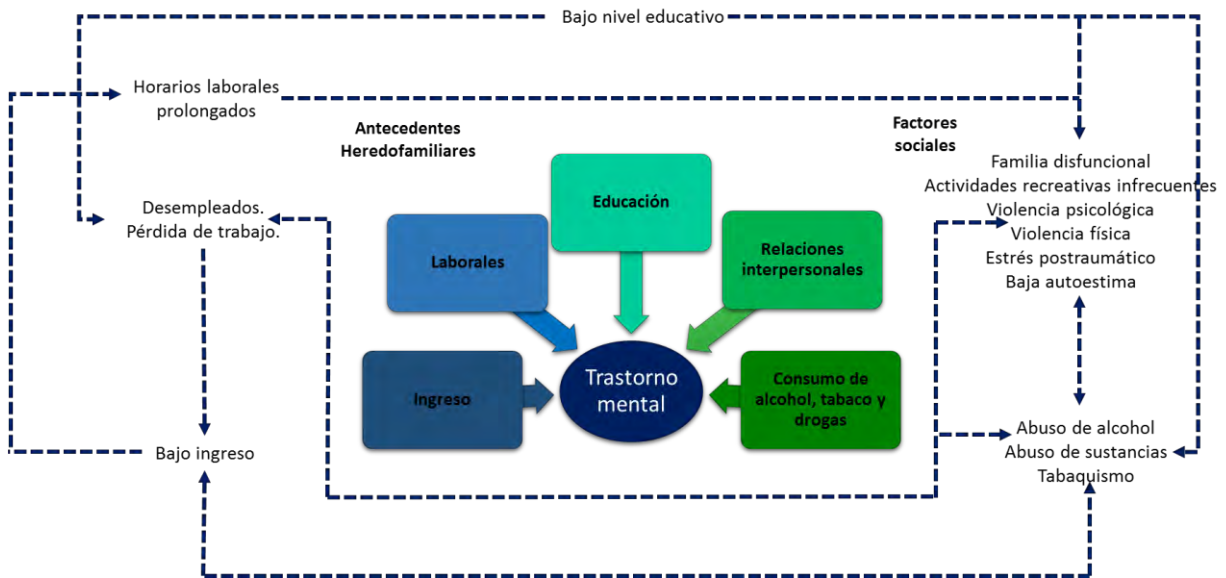 Bajo nivel educativo
Horarios laborales
prolongados
Antecedentes
Heredofamiliares
Factores
sociales
Educación
Familia disfuncional
Actividades recreativas infrecuentes
Violencia psicológica
Violencia física
Estrés postraumático
Baja autoestima
Desempleados.
Pérdida de trabajo.
Laborales
Relaciones
interpersonales
Ingreso
Trastorno
mental
Consumo de
alcohol, tabaco y
drogas
Bajo ingreso
Abuso de alcohol
Abuso de sustancias
Tabaquismo